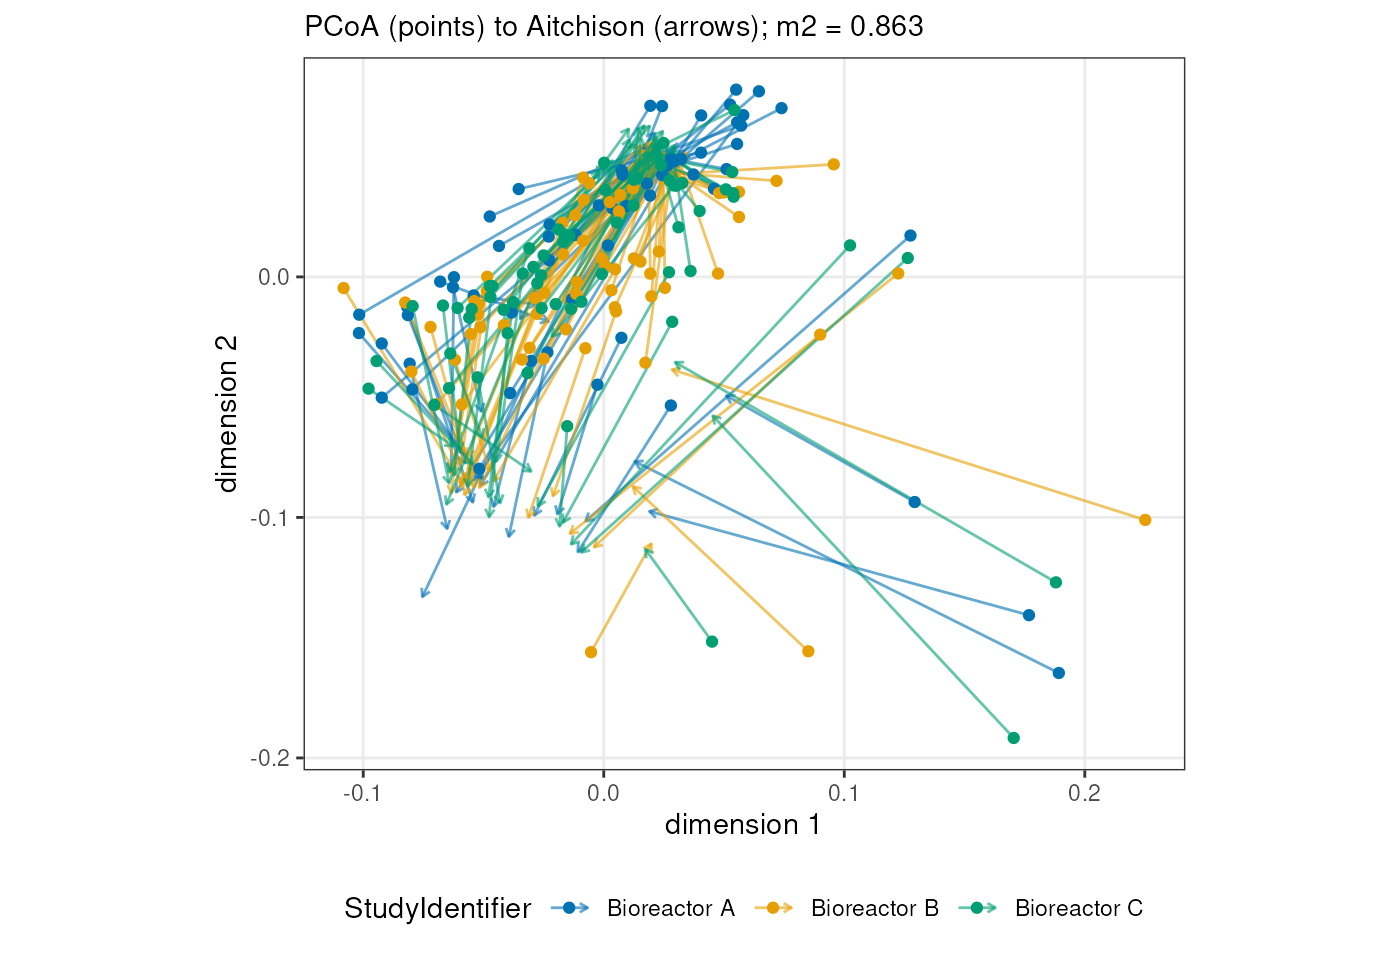 PCoA (points) to Aitchison (arrows); m2 = 0.863
dimension 2
0.0
-0.1
-0.2
-0.1 0.0 0.1 0.2
dimension 1
StudyIdentifier Bioreactor A Bioreactor B Bioreactor C